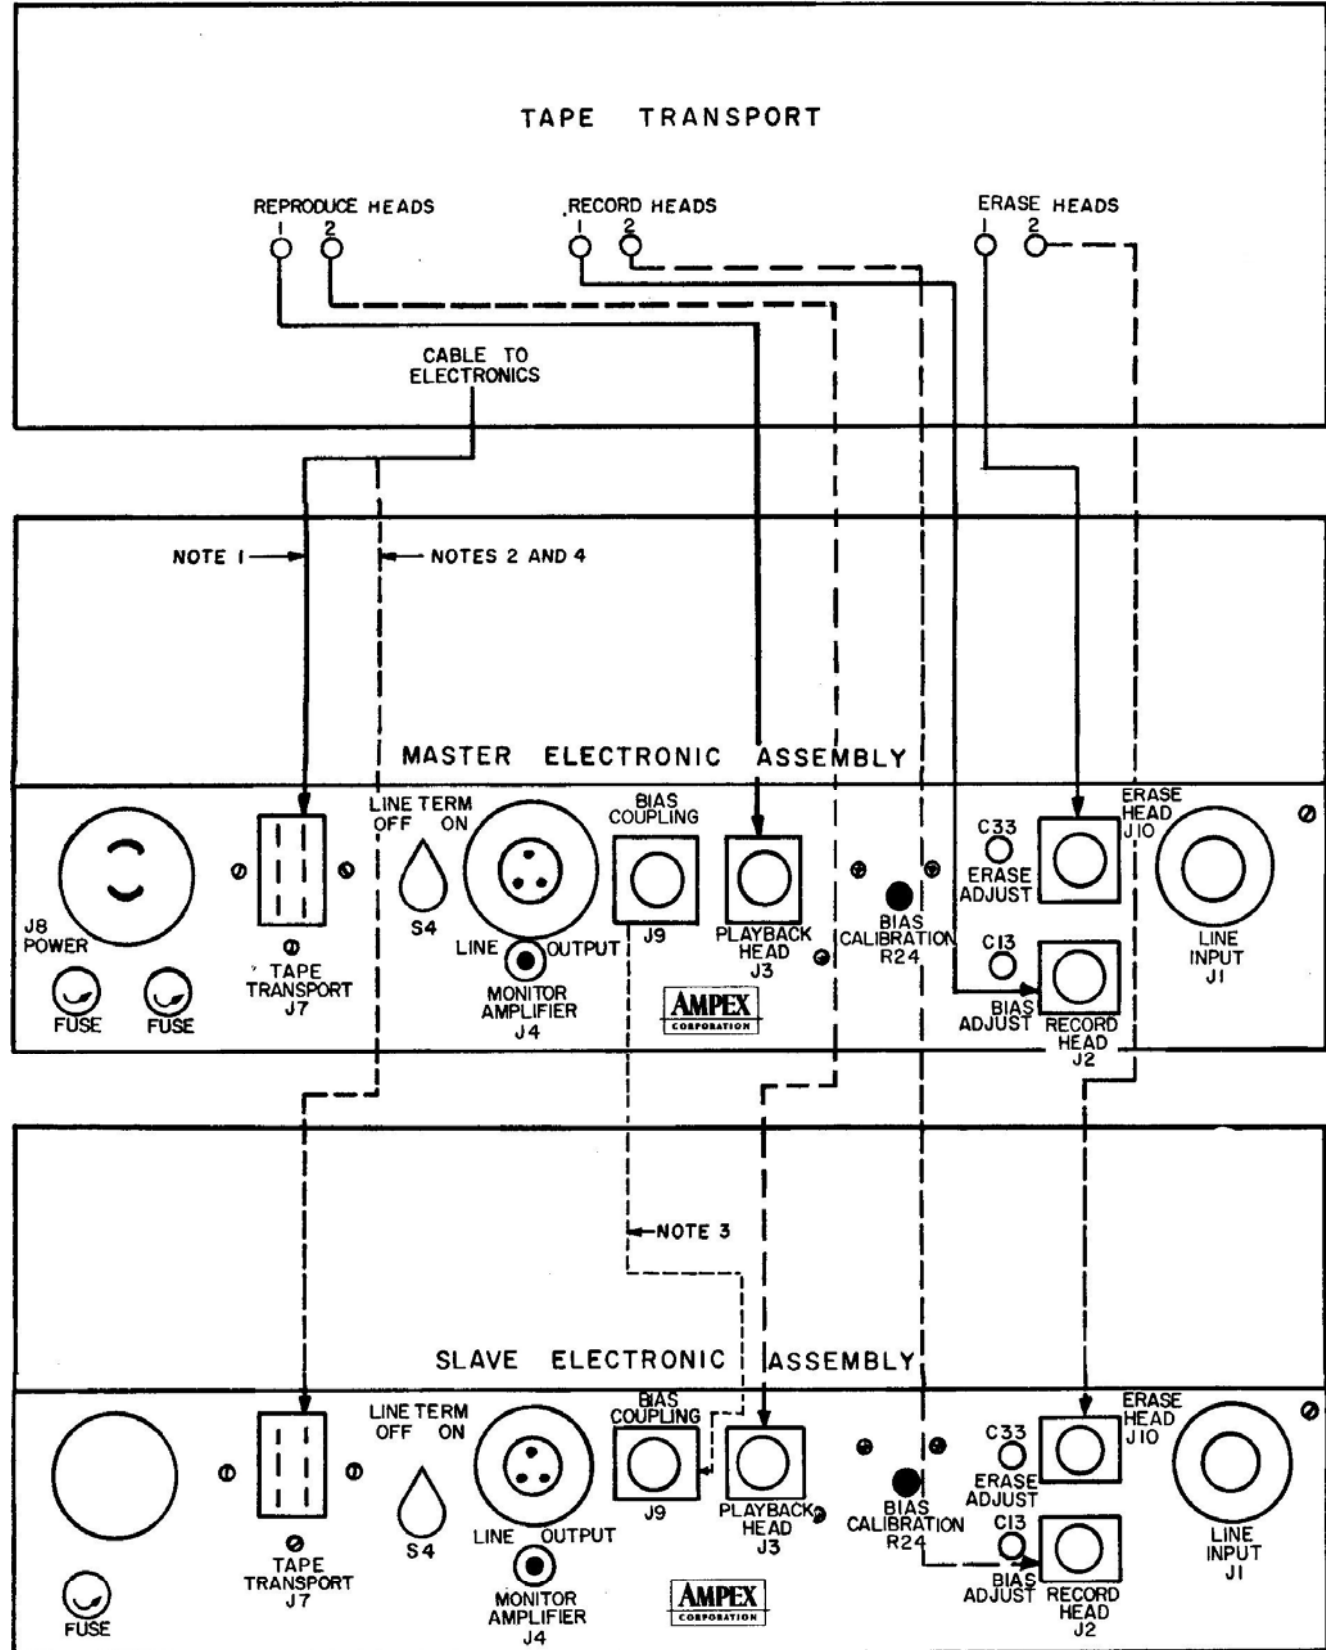 TAPE TRANSPORT
REPRODUCE HEADS
1 2
RECORD HEADS
1 2
ERASE HEADS
1 2
CABLE TO
ELECTRONICS
NOTE 1
NOTES 2 AND 4
MASTER ELECTRONIC ASSEMBLY
J8
POWER
FUSE
FUSE
TAPE
TRANSPORT
J7
LINE TERM
OFF ON
S4
LINE OUTPUT
MONITOR
AMPLIFIER
J4
BIAS
COUPLING
J9
PLAYBACK
HEAD
J3
AMPEX
CORPORATION
BIAS
CALIBRATION
R24
C33
ERASE
ADJUST
C13
BIAS
ADJUST
ERASE
HEAD
J10
RECORD
HEAD
J2
LINE
INPUT
J1
NOTE 3
SLAVE ELECTRONIC ASSEMBLY
FUSE
TAPE
TRANSPORT
J7
LINE TERM
OFF ON
S4
LINE OUTPUT
MONITOR
AMPLIFIER
J4
BIAS
COUPLING
J9
PLAYBACK
HEAD
J3
AMPEX
CORPORATION
BIAS
CALIBRATION
R24
C33
ERASE
ADJUST
C13
BIAS
ADJUST
ERASE
HEAD
J10
RECORD
HEAD
J2
LINE
INPUT
J1